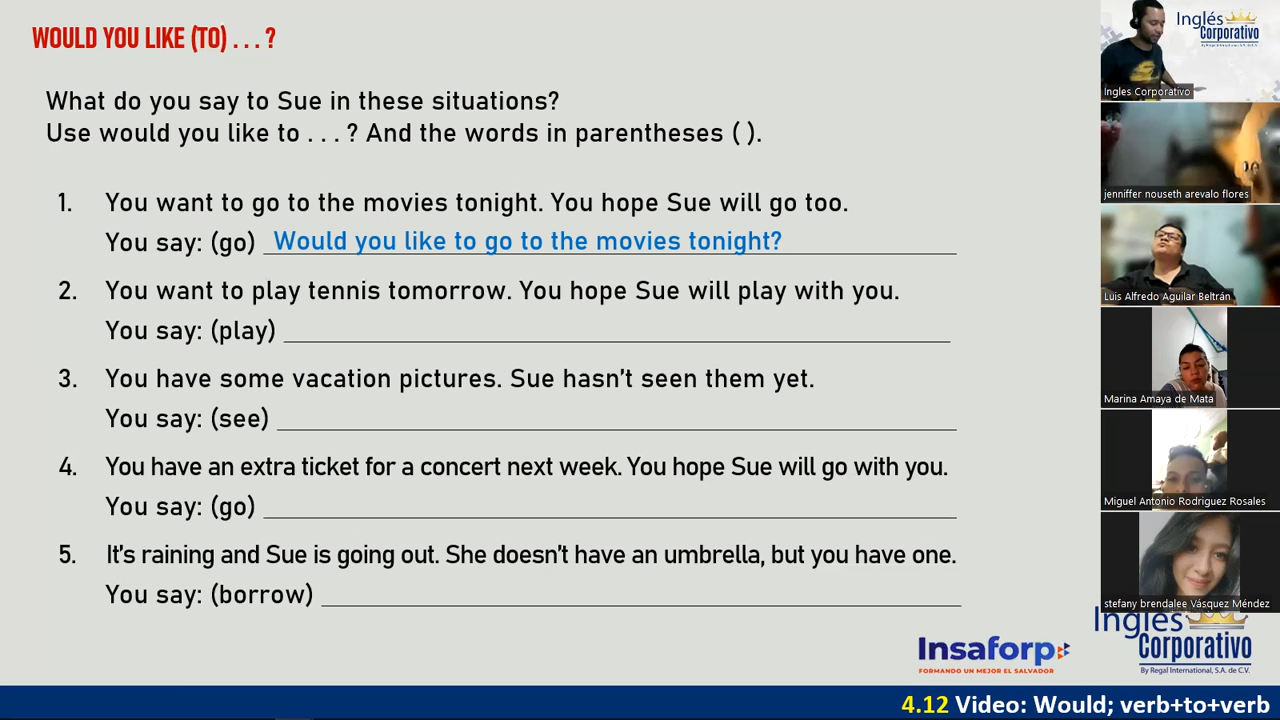 WOULD YOU LIKE (TO) . . . ?
What do you say to Sue in these situations?
Use would you like to . . . ? And the words in parentheses ( ).
1. You want to go to the movies tonight. You hope Sue will go too.
You say: (go) Would you like to go to the movies tonight?
2. You want to play tennis tomorrow. You hope Sue will play with you.
You say: (play)
3. You have some vacation pictures. Sue hasn't seen them yet.
You say: (see)
4. You have an extra ticket for a concert next week. You hope Sue will go with you.
You say: (go)
5. It's raining and Sue is going out. She doesn't have an umbrella, but you have one.
You say: (borrow)
Insaforp
FORMANDO UN MEJOR EL SALVADOR
Inglés
Corporativo
By Regal International, S.A. de C.V.
4.12 Video: Would; verb+to+verb
Inglés
Corporativo
By Regal International, S.A. de C.V.
Ingles Corporativo
jenniffer nouseth arevalo flores
Luis Alfredo Aguilar Beltrán
Marina Amaya de Mata
Miguel Antonio Rodriguez Rosales
stefany brendalee Vásquez Méndez